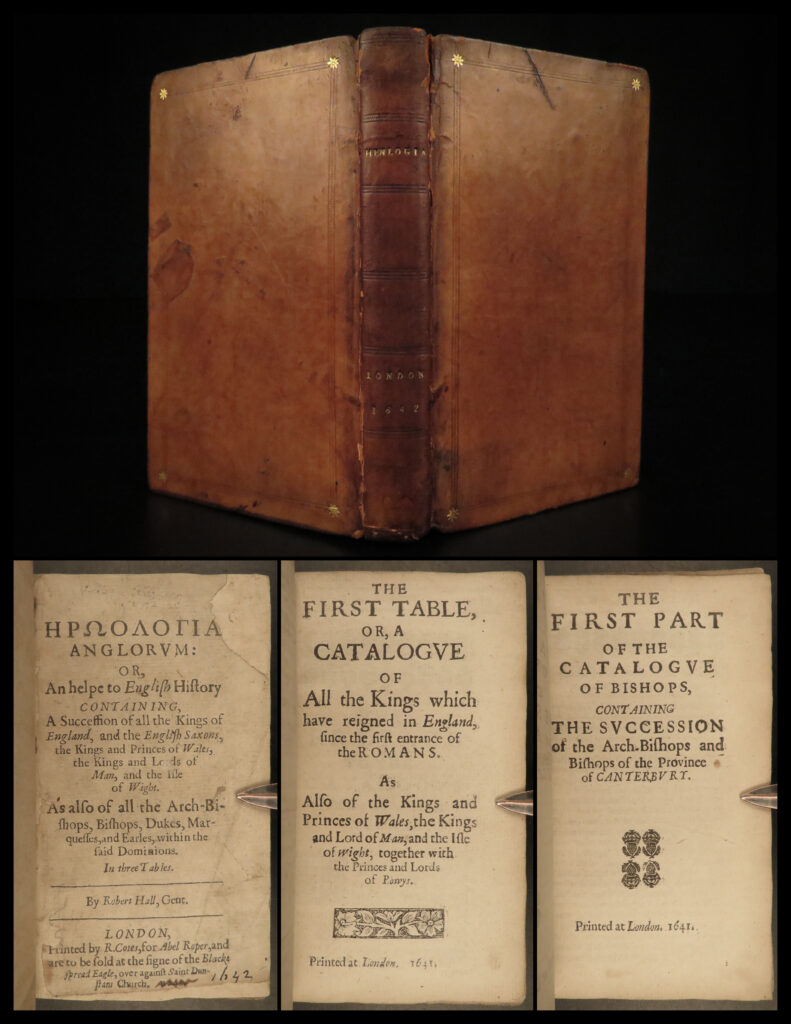 HEROLOGIA
LONDON
1642
ΗΡΩΟΛΟΓΙΑ
ANGLORVM:
OR,
An helpe to Engliſh Hiſtory
CONTAINING,
A Succeſſion of all the Kings of
England, and the Engliſh Saxons,
the Kings and Princes of Wales,
the Kings and Lords of
Man, and the Iſle
of Wight.
As alſo of all the Arch-Bi-
ſhops, Biſhops, Dukes, Mar-
queſſes, and Earles, within the
ſaid Dominions.
In three Tables.
By Robert Hall, Gent.
LONDON,
Printed by R. Cotes, for Abel Roper, and
are to be ſold at the ſigne of the Blacke
ſpread Eagle, over againſt Saint Dun-
ſtans Church. 1642
THE
FIRST TABLE,
OR, A
CATALOGVE
OF
All the Kings which
have reigned in England,
ſince the firſt entrance of
the ROMANS.
As
Alſo of the Kings and
Princes of Wales, the Kings
and Lord of Man, and the Iſle
of Wight, together with
the Princes and Lords
of Powys.
Printed at London, 1641.
THE
FIRST PART
OF THE
CATALOGVE
OF BISHOPS,
CONTAINING
THE SVCCESSION
of the Arch-Biſhops and
Biſhops of the Province
of CANTERBVRY.
Printed at London, 1641.